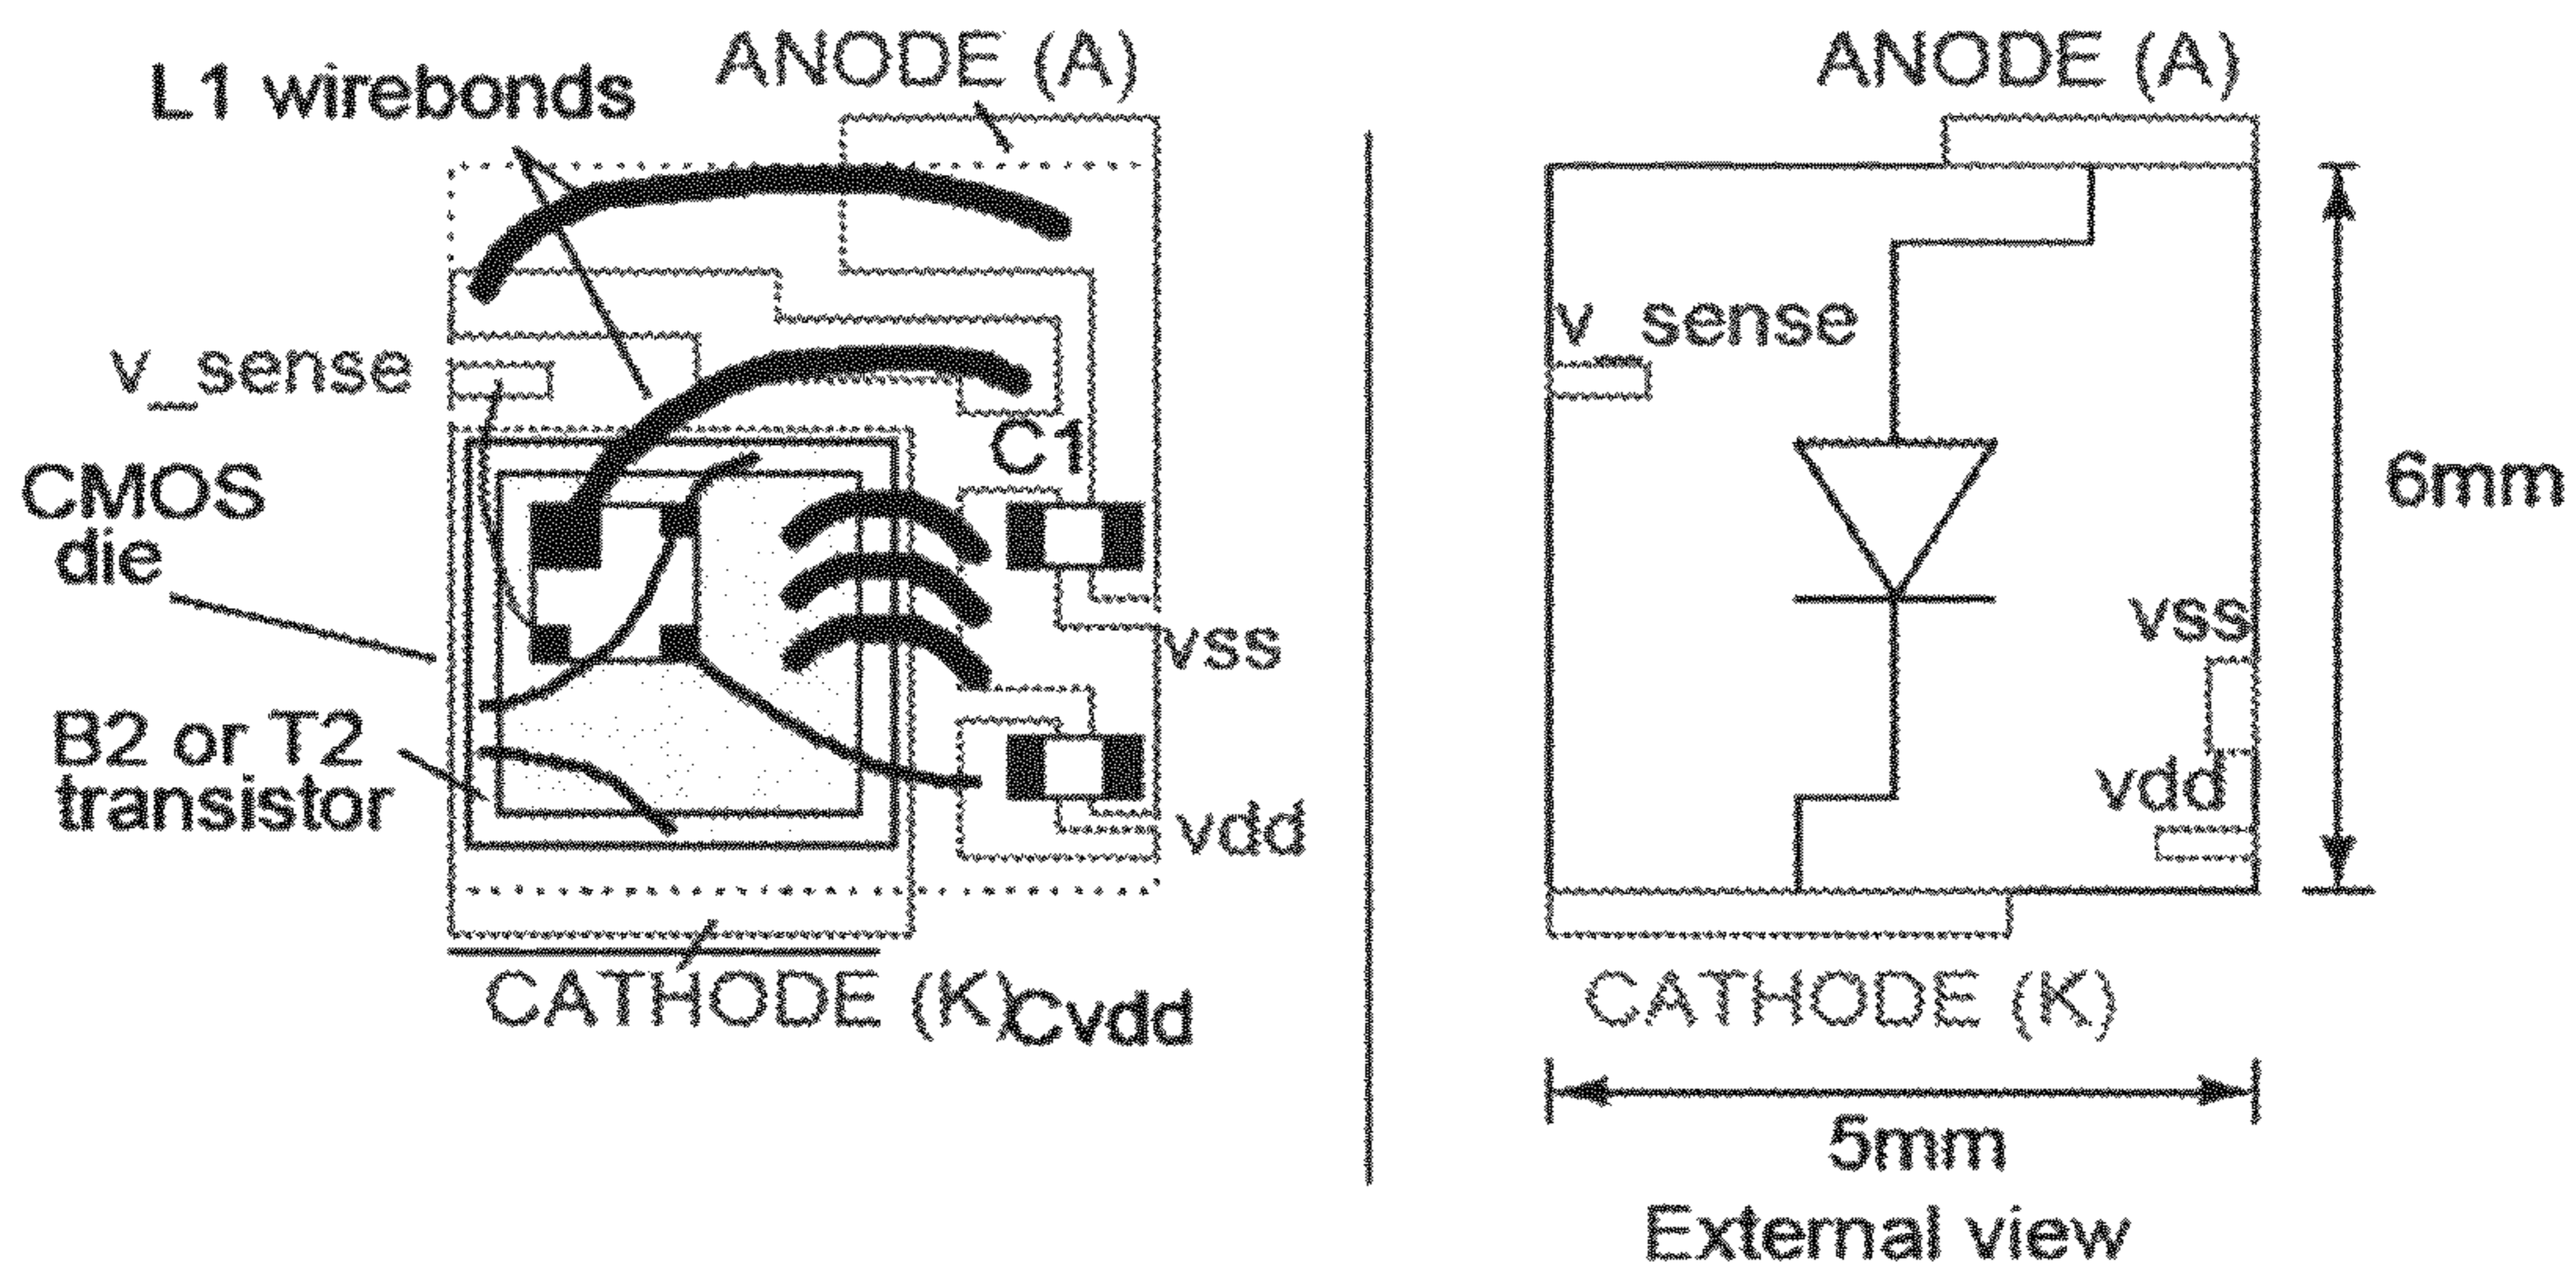 ANODE (A)
L1 wirebonds
v_sense
CMOS
die
C1
B2 or T2
transistor
vss
vdd
CATHODE (K)
Cvdd
ANODE (A)
v_sense
6mm
vss
vdd
CATHODE (K)
5mm
External view